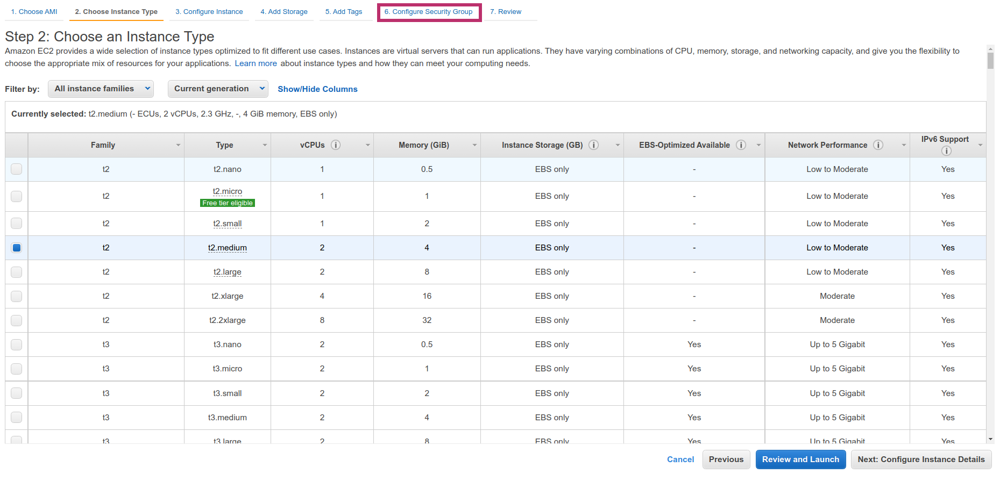 1. Choose AMI 2. Choose Instance Type 3. Configure Instance 4. Add Storage 5. Add Tags 6. Configure Security Group 7. Review
Step 2: Choose an Instance Type
Amazon EC2 provides a wide selection of instance types optimized to fit different use cases. Instances are virtual servers that can run applications. They have varying combinations of CPU, memory, storage, and networking capacity, and give you the flexibility to
choose the appropriate mix of resources for your applications. Learn more about instance types and how they can meet your computing needs.
Filter by: All instance families Current generation Show/Hide Columns
Currently selected: t2.medium (- ECUs, 2 vCPUs, 2.3 GHz, -, 4 GiB memory, EBS only)
Family Type vCPUs i Memory (GiB) Instance Storage (GB) i EBS-Optimized Available i Network Performance i IPv6 Support i
t2 t2.nano 1 0.5 EBS only - Low to Moderate Yes
t2 t2.micro 1 1 EBS only - Low to Moderate Yes
Free tier eligible
t2 t2.small 1 2 EBS only - Low to Moderate Yes
t2 t2.medium 2 4 EBS only - Low to Moderate Yes
t2 t2.large 2 8 EBS only - Low to Moderate Yes
t2 t2.xlarge 4 16 EBS only - Moderate Yes
t2 t2.2xlarge 8 32 EBS only - Moderate Yes
t3 t3.nano 2 0.5 EBS only Yes Up to 5 Gigabit Yes
t3 t3.micro 2 1 EBS only Yes Up to 5 Gigabit Yes
t3 t3.small 2 2 EBS only Yes Up to 5 Gigabit Yes
t3 t3.medium 2 4 EBS only Yes Up to 5 Gigabit Yes
t3 t3.large 2 8 EBS only Yes Up to 5 Gigabit Yes
Cancel Previous Review and Launch Next: Configure Instance Details